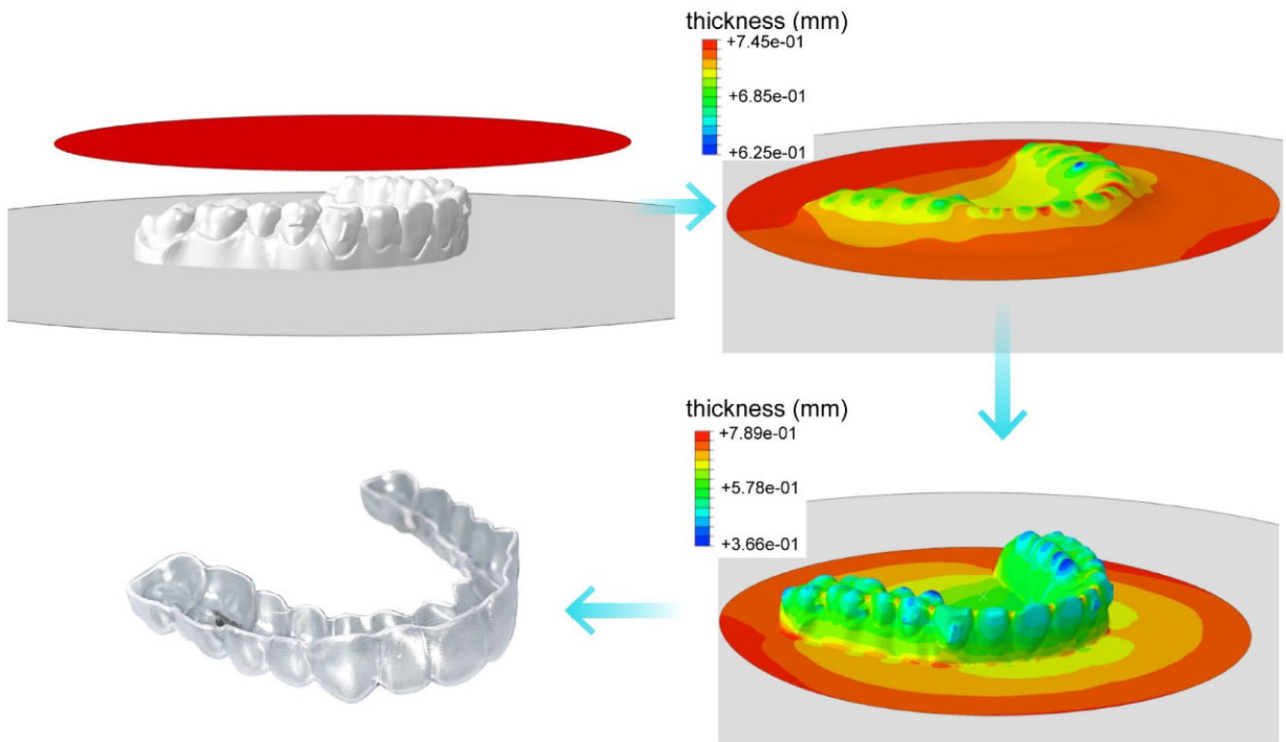 thickness (mm)
+7.45e-01
+6.85e-01
+6.25e-01
thickness (mm)
+7.89e-01
+5.78e-01
+3.66e-01